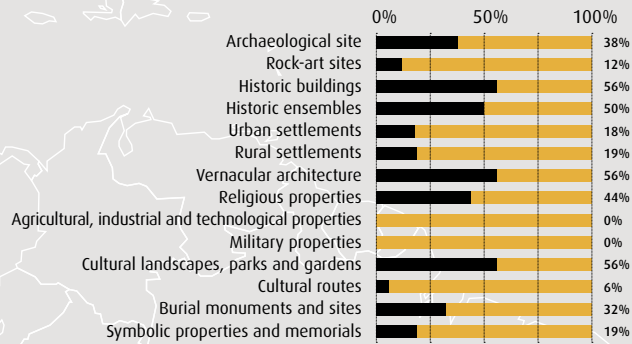 0% 50% 100%
Archaeological site 38%
Rock-art sites 12%
Historic buildings 56%
Historic ensembles 50%
Urban settlements 18%
Rural settlements 19%
Vernacular architecture 56%
Religious properties 44%
Agricultural, industrial and technological properties 0%
Military properties 0%
Cultural landscapes, parks and gardens 56%
Cultural routes 6%
Burial monuments and sites 32%
Symbolic properties and memorials 19%